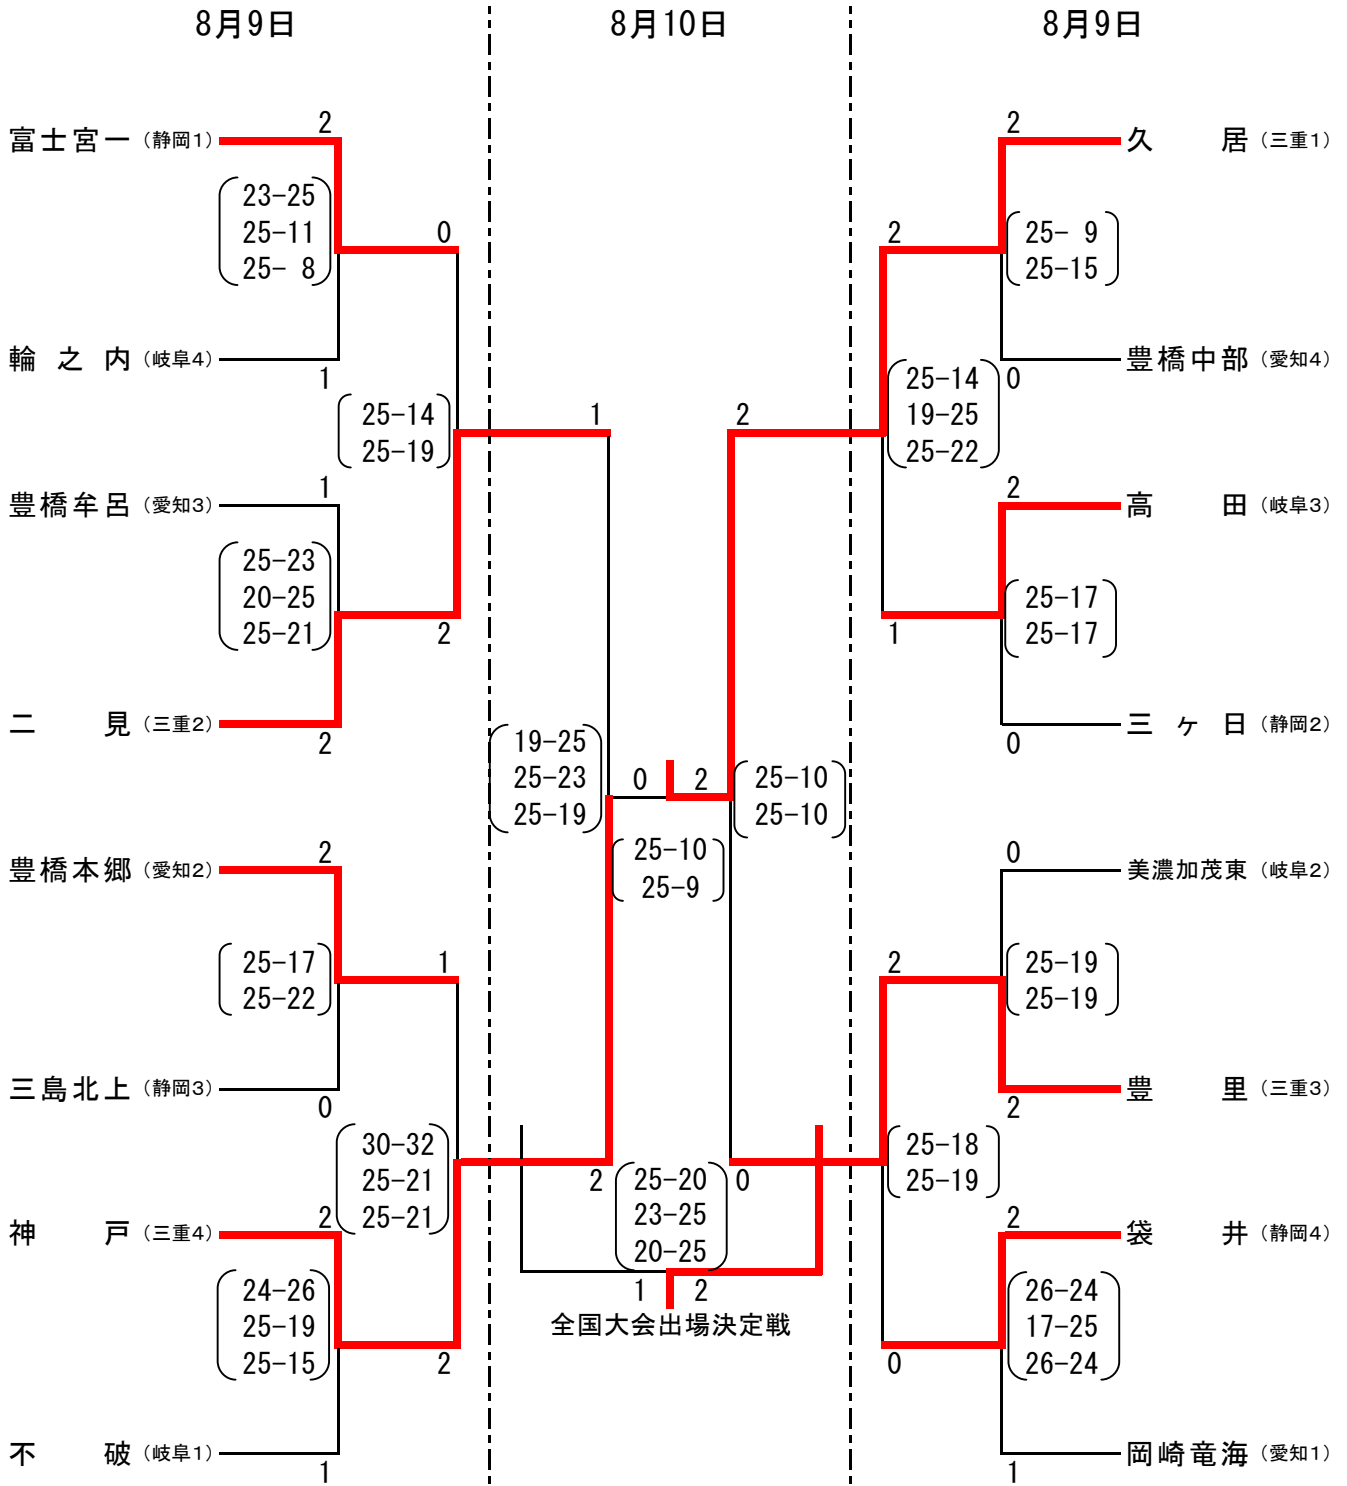 8月9日 8月10日 8月9日
2 2
富士宮一 (静岡1) 久 居 (三重1)
23-25
25-11 0 2 25- 9
25- 8 25-15
輪之内 (岐阜4) 豊橋中部 (愛知4)
1 25-14 0
25-14 1 2 19-25
25-19 25-22
1 2
豊橋牟呂 (愛知3) 高 田 (岐阜3)
25-23
20-25 25-17
25-21 2 1 25-17
二 見 (三重2) 三ヶ日 (静岡2)
2 19-25 0
25-23 0 2 25-10
25-19 25-10
2 25-10 0
豊橋本郷 (愛知2) 25-9 美濃加茂東 (岐阜2)
25-17 1 2 25-19
25-22 25-19
三島北上 (静岡3) 豊 里 (三重3)
0 2
30-32 25-18
25-21 2 25-20 0 25-19
25-21 23-25
2 20-25 2
神 戸 (三重4) 袋 井 (静岡4)
24-26 1 2 26-24
25-19 全国大会出場決定戦 17-25
25-15 2 0 26-24
不 破 (岐阜1) 岡崎竜海 (愛知1)
1 1